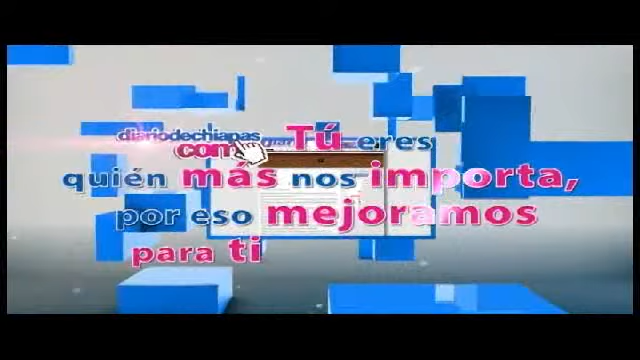 diariodechiapas
com
Tú eres
quién más nos importa,
por eso mejoramos
para ti